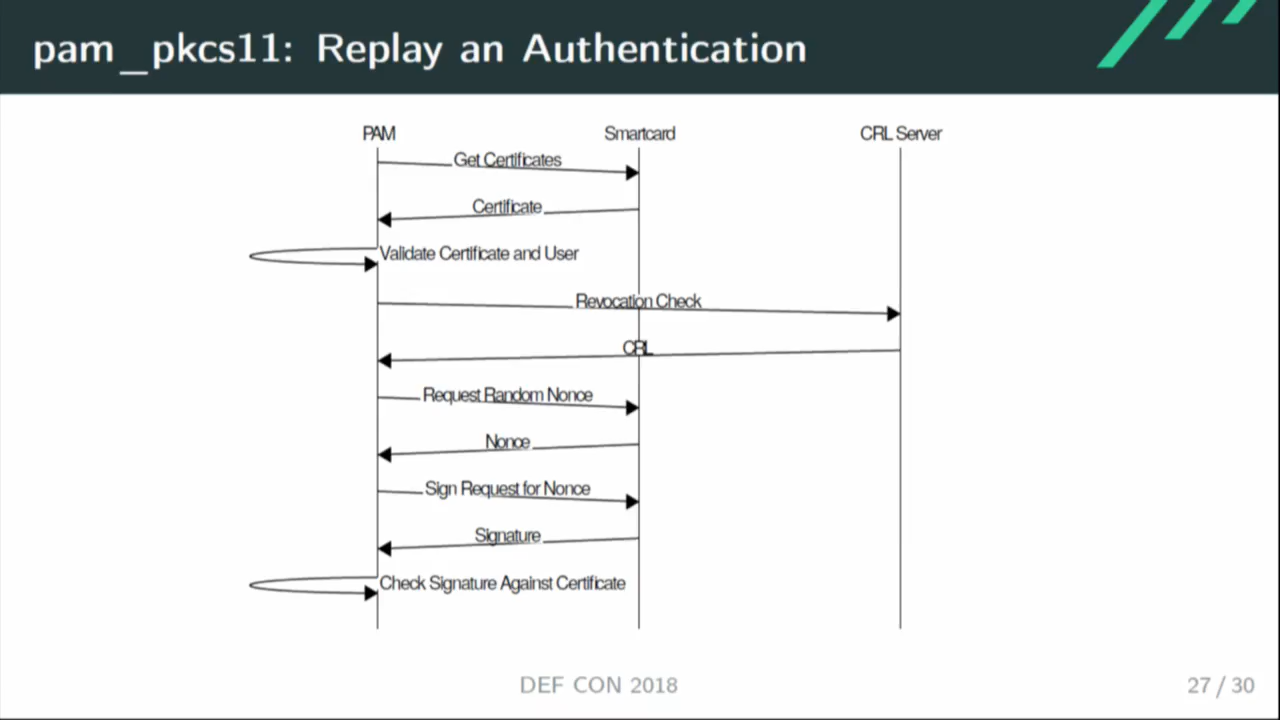 pam_pkcs11: Replay an Authentication
PAM Smartcard CRL Server
Get Certificates
Certificate
Validate Certificate and User
Revocation Check
CRL
Request Random Nonce
Nonce
Sign Request for Nonce
Signature
Check Signature Against Certificate
DEF CON 2018 27 / 30